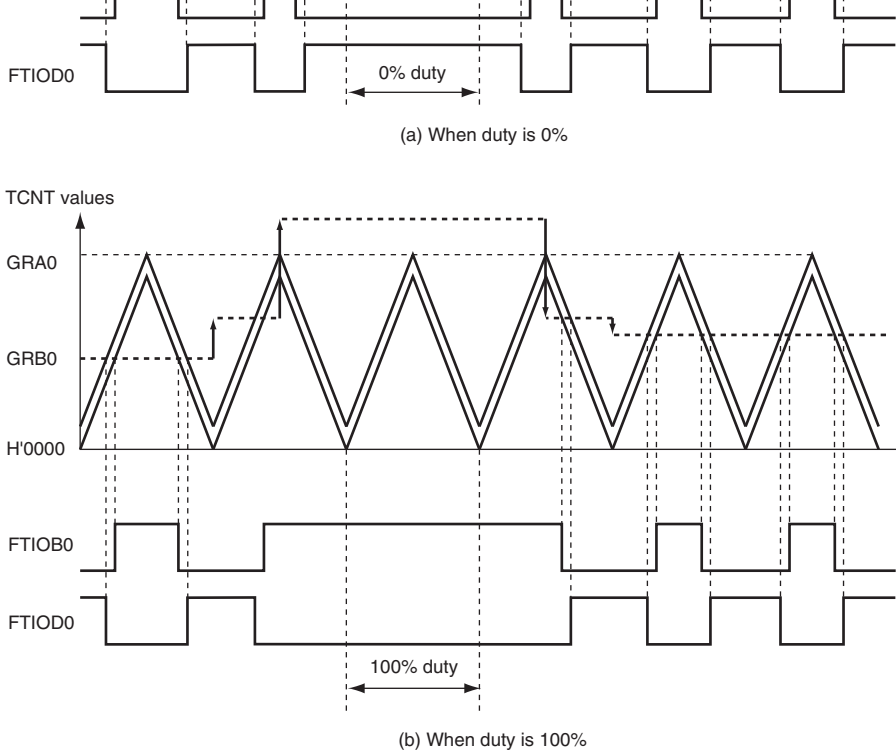 FTIOD0
0% duty
(a) When duty is 0%
TCNT values
GRA0
GRB0
H'0000
FTIOB0
FTIOD0
100% duty
(b) When duty is 100%